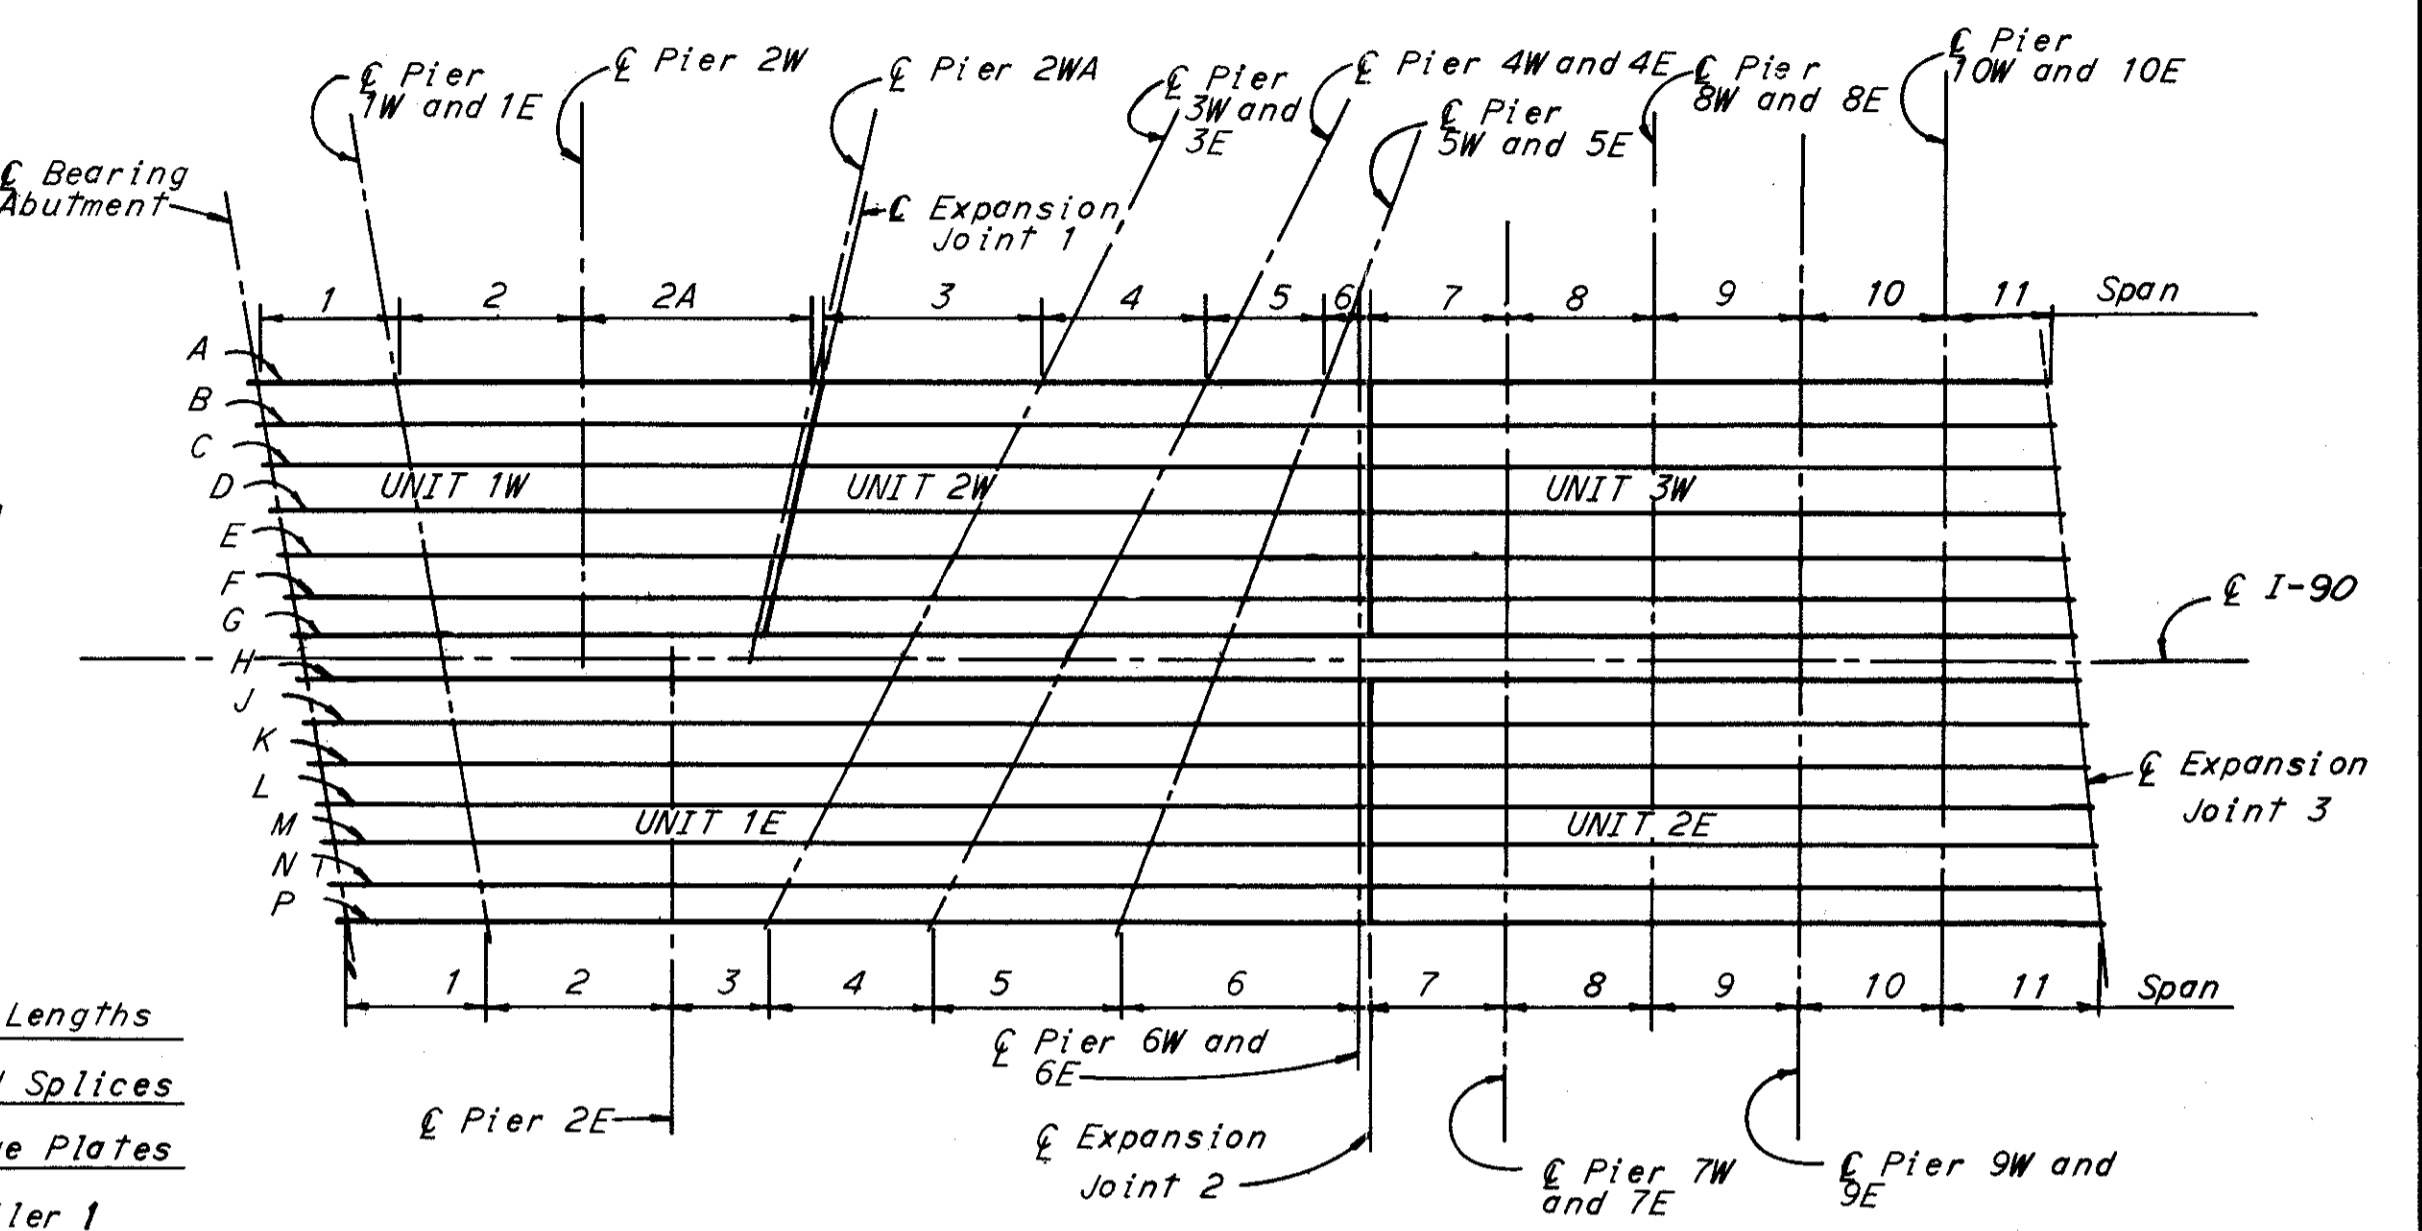 ℄ Pier
1W and 1E
℄ Pier 2W
℄ Pier 2WA
℄ Pier
3W and
3E
℄ Pier 4W and 4E
℄ Pier
5W and 5E
℄ Pier
8W and 8E
℄ Pier
10W and 10E
℄ Bearing
Abutment
℄ Expansion
Joint 1
1 2 2A 3 4 5 6 7 8 9 10 11 Span
A
B
C
D
E
F
G
H
J
K
L
M
N
P
UNIT 1W UNIT 2W UNIT 3W
℄ I-90
℄ Expansion
Joint 3
UNIT 1E UNIT 2E
1 2 3 4 5 6 7 8 9 10 11 Span
Lengths
Splices
Plates
1
℄ Pier 6W and
6E
℄ Pier 2E
℄ Expansion
Joint 2
℄ Pier 7W
and 7E
℄ Pier 9W and
9E